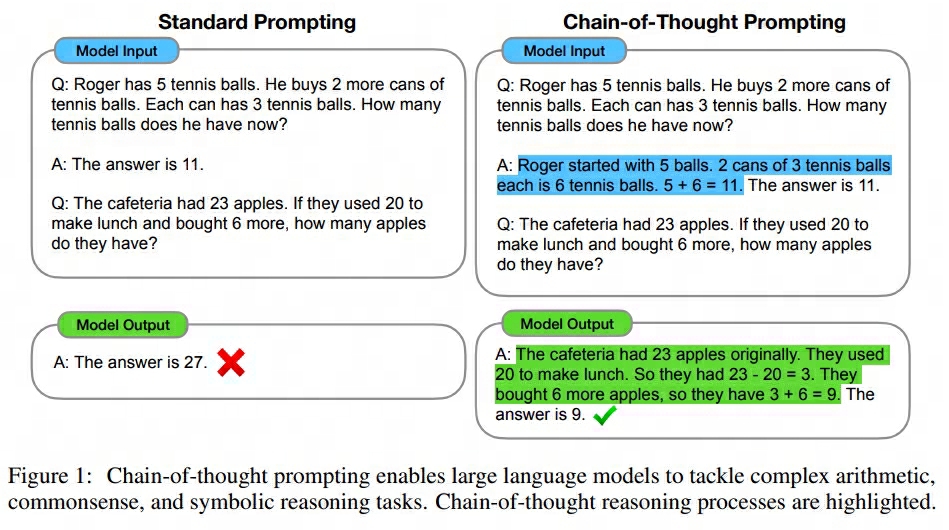 Standard Prompting
Model Input
Q: Roger has 5 tennis balls. He buys 2 more cans of
tennis balls. Each can has 3 tennis balls. How many
tennis balls does he have now?
A: The answer is 11.
Q: The cafeteria had 23 apples. If they used 20 to
make lunch and bought 6 more, how many apples
do they have?
Model Output
A: The answer is 27.
Chain-of-Thought Prompting
Model Input
Q: Roger has 5 tennis balls. He buys 2 more cans of
tennis balls. Each can has 3 tennis balls. How many
tennis balls does he have now?
A: Roger started with 5 balls. 2 cans of 3 tennis balls
each is 6 tennis balls. 5 + 6 = 11. The answer is 11.
Q: The cafeteria had 23 apples. If they used 20 to
make lunch and bought 6 more, how many apples
do they have?
Model Output
A: The cafeteria had 23 apples originally. They used
20 to make lunch. So they had 23 - 20 = 3. They
bought 6 more apples, so they have 3 + 6 = 9. The
answer is 9.
Figure 1: Chain-of-thought prompting enables large language models to tackle complex arithmetic,
commonsense, and symbolic reasoning tasks. Chain-of-thought reasoning processes are highlighted.